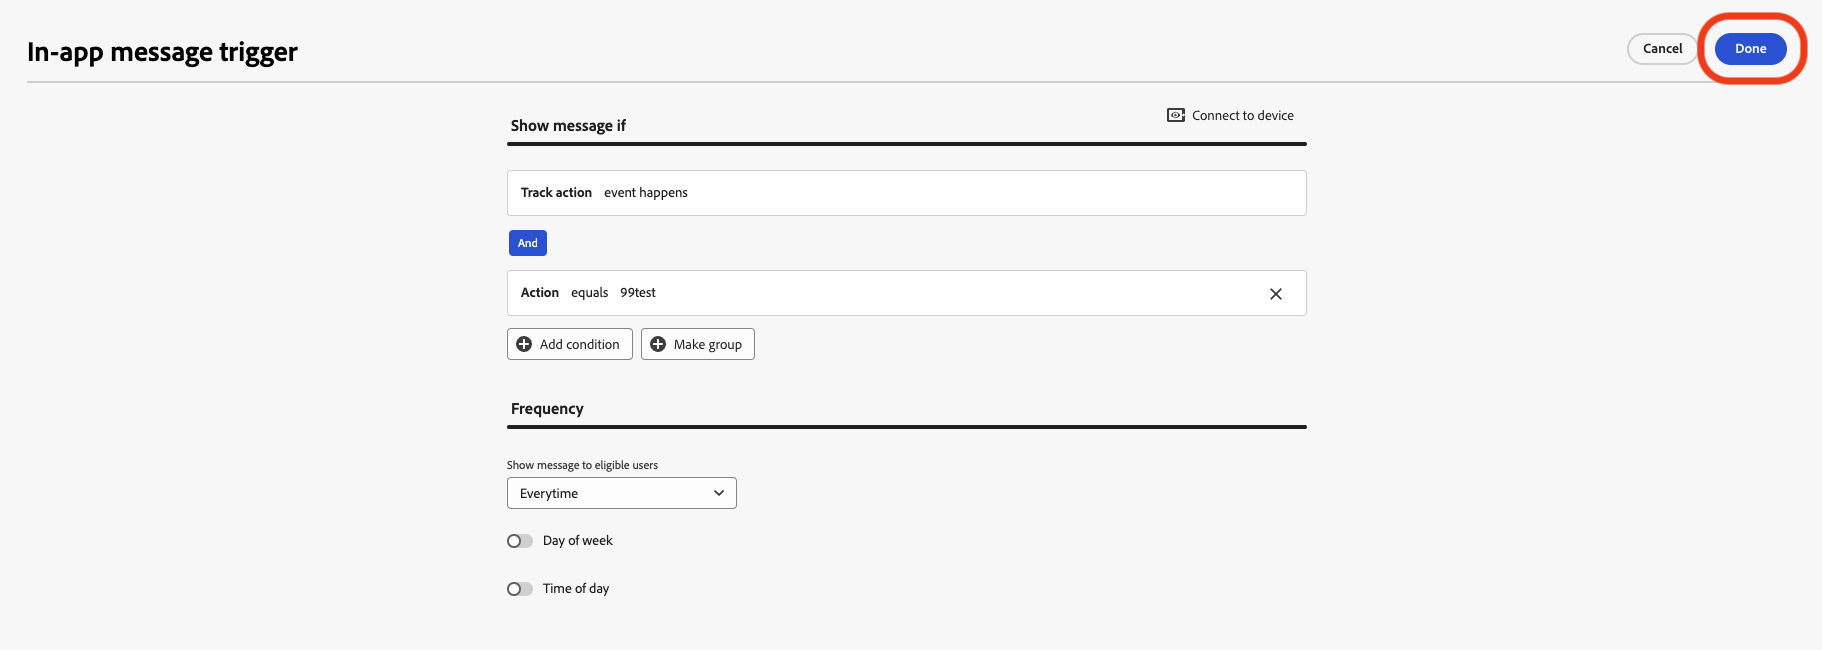 In-app message trigger
Cancel
Done
Show message if
Connect to device
Track action event happens
And
Action equals 99test
Add condition
Make group
Frequency
Show message to eligible users
Everytime
Day of week
Time of day